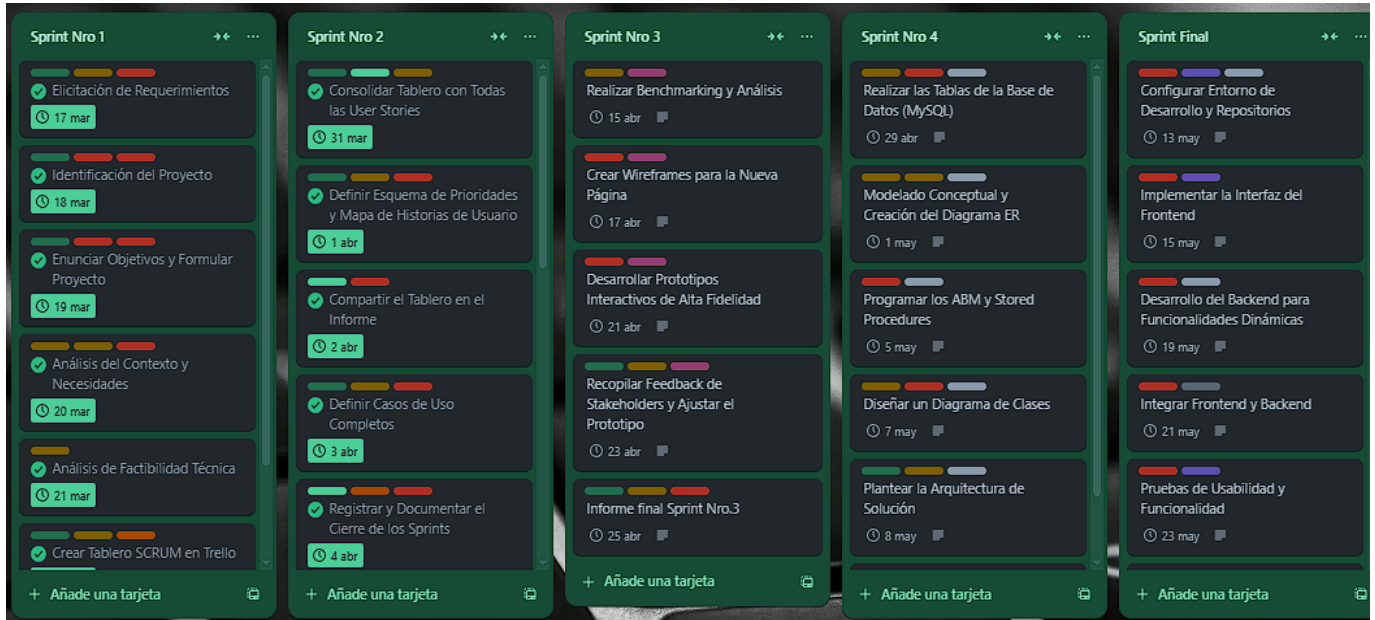 Sprint Nro 1
Elicitación de Requerimientos
17 mar
Identificación del Proyecto
18 mar
Enunciar Objetivos y Formular
Proyecto
19 mar
Análisis del Contexto y
Necesidades
20 mar
Análisis de Factibilidad Técnica
21 mar
Crear Tablero SCRUM en Trello
+ Añade una tarjeta
Sprint Nro 2
Consolidar Tablero con Todas
las User Stories
31 mar
Definir Esquema de Prioridades
y Mapa de Historias de Usuario
1 abr
Compartir el Tablero en el
Informe
2 abr
Definir Casos de Uso
Completos
3 abr
Registrar y Documentar el
Cierre de los Sprints
4 abr
+ Añade una tarjeta
Sprint Nro 3
Realizar Benchmarking y Análisis
15 abr
Crear Wireframes para la Nueva
Página
17 abr
Desarrollar Prototipos
Interactivos de Alta Fidelidad
21 abr
Recopilar Feedback de
Stakeholders y Ajustar el
Prototipo
23 abr
Informe final Sprint Nro.3
25 abr
+ Añade una tarjeta
Sprint Nro 4
Realizar las Tablas de la Base de
Datos (MySQL)
29 abr
Modelado Conceptual y
Creación del Diagrama ER
1 may
Programar los ABM y Stored
Procedures
5 may
Diseñar un Diagrama de Clases
7 may
Plantear la Arquitectura de
Solución
8 may
+ Añade una tarjeta
Sprint Final
Configurar Entorno de
Desarrollo y Repositorios
13 may
Implementar la Interfaz del
Frontend
15 may
Desarrollo del Backend para
Funcionalidades Dinámicas
19 may
Integrar Frontend y Backend
21 may
Pruebas de Usabilidad y
Funcionalidad
23 may
+ Añade una tarjeta